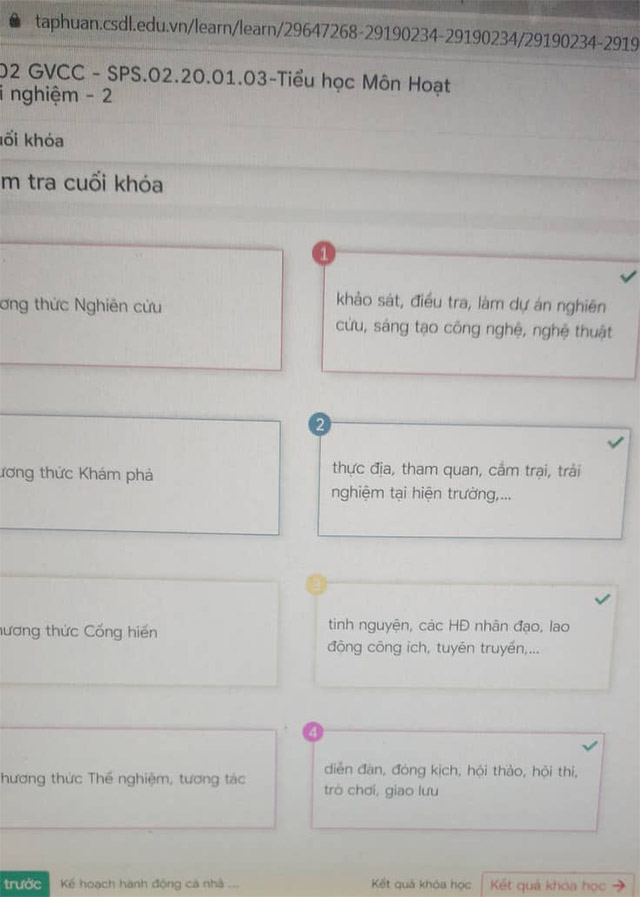 taphuan.csdl.edu.vn/learn/learn/29647268-29190234-29190234/29190234-2919
02 GVCC - SPS.02.20.01.03-Tiểu học Môn Hoạt
i nghiệm - 2
uối khóa
m tra cuối khóa
1
ơng thức Nghiên cứu
khảo sát, điều tra, làm dự án nghiên
cứu, sáng tạo công nghệ, nghệ thuật
2
ương thức Khám phá
thực địa, tham quan, cắm trại, trải
nghiệm tại hiện trường,...
3
hương thức Cống hiến
tình nguyện, các HĐ nhân đạo, lao
động công ích, tuyên truyền,...
4
hương thức Thể nghiệm, tương tác
diễn đàn, đóng kịch, hội thảo, hội thi,
trò chơi, giao lưu
trước Kế hoạch hành động cá nhâ ... Kết quả khóa học Kết quả khóa học →